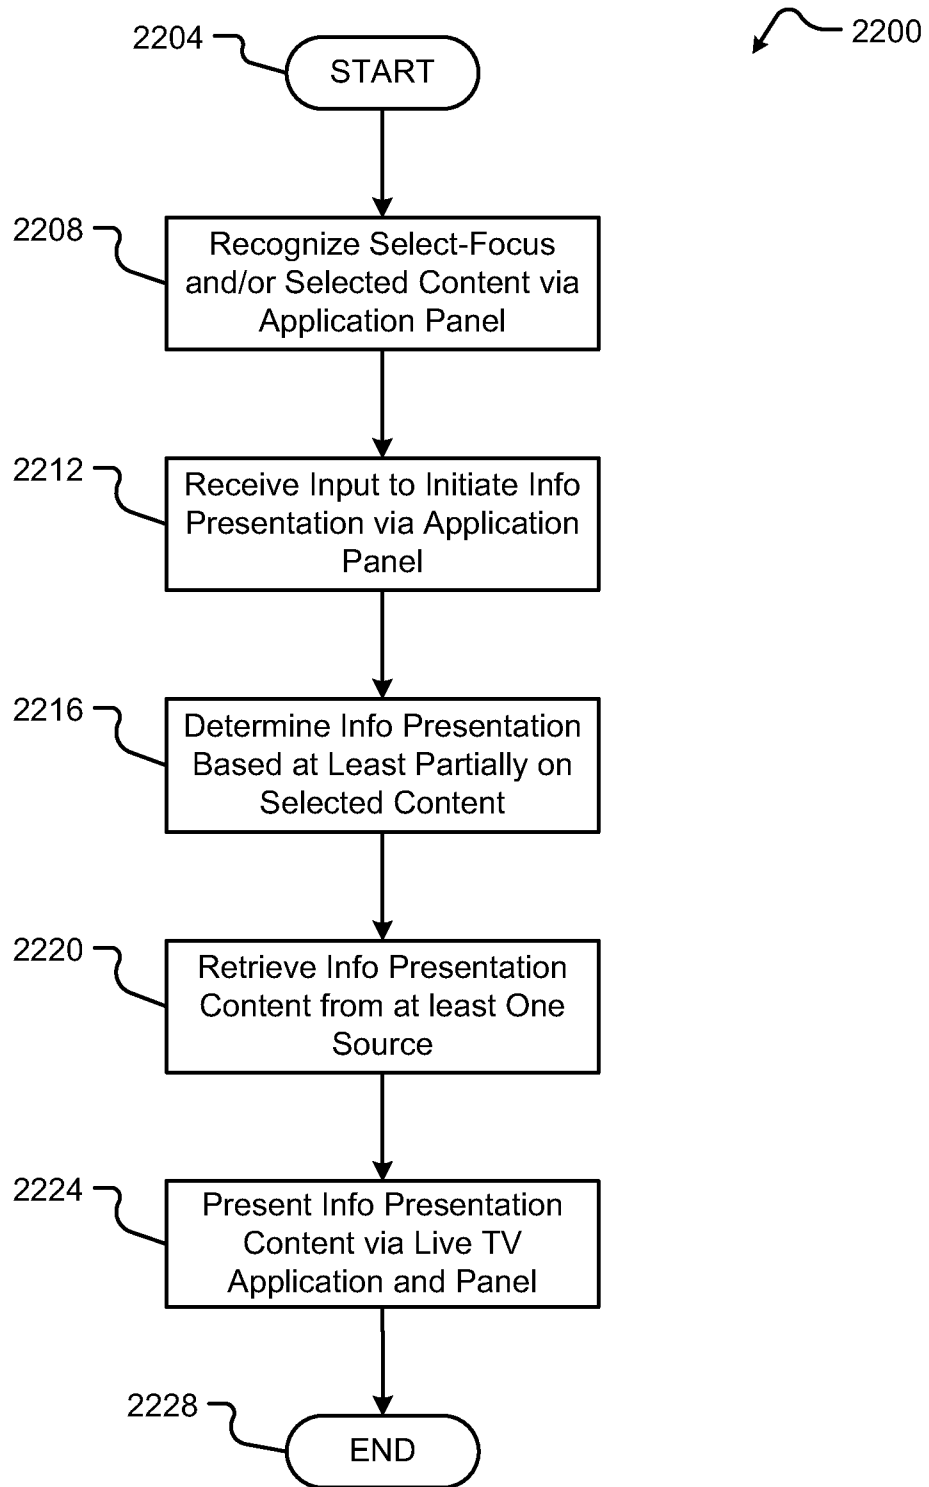 2204
START
2200
2208
Recognize Select-Focus
and/or Selected Content via
Application Panel
2212
Receive Input to Initiate Info
Presentation via Application
Panel
2216
Determine Info Presentation
Based at Least Partially on
Selected Content
2220
Retrieve Info Presentation
Content from at least One
Source
2224
Present Info Presentation
Content via Live TV
Application and Panel
2228
END